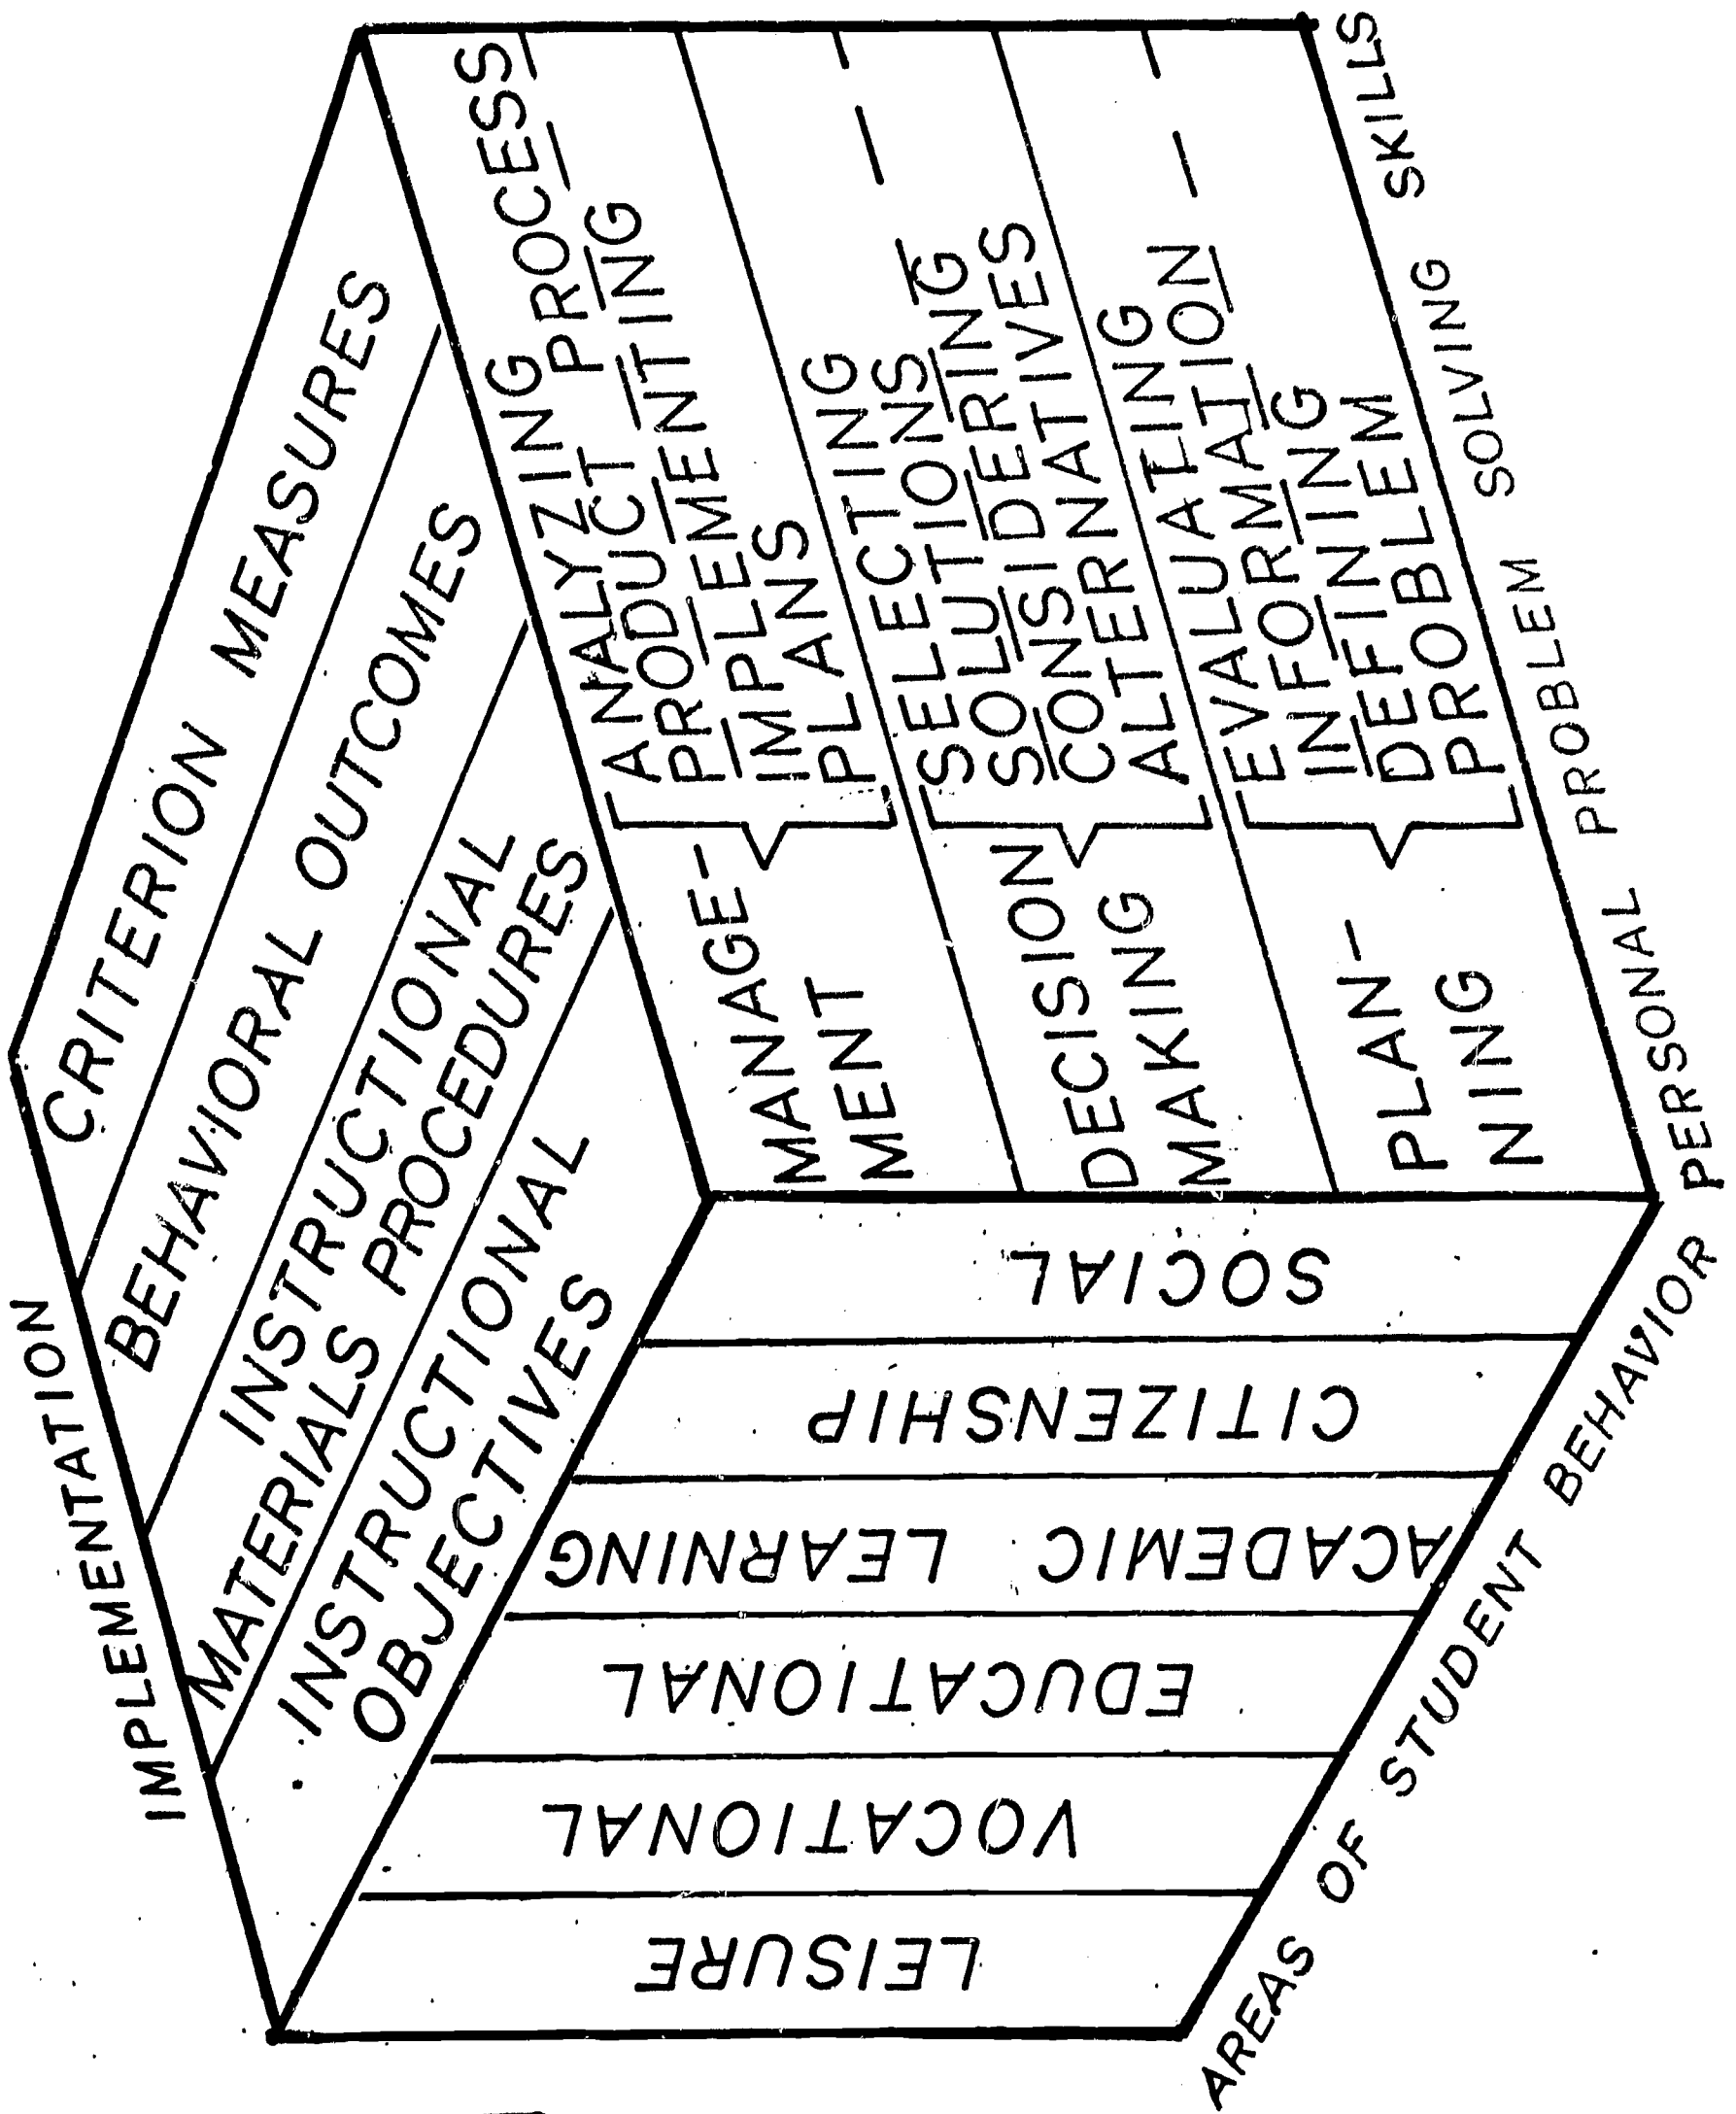 IMPLEMENTATION
CRITERION MEASURES
BEHAVIORAL OUTCOMES
INSTRUCTIONAL
MATERIALS PROCEDURES
INSTRUCTIONAL
OBJECTIVES
MANAGE-
MENT
ANALYZING PROCESS
PRODUCT
IMPLEMENTING
PLANS
DECISION
MAKING
SELECTING
SOLUTIONS
CONSIDERING
ALTERNATIVES
PLAN-
NING
EVALUATING
INFORMATION
DEFINING
PROBLEM
PERSONAL PROBLEM SOLVING SKILLS
SOCIAL
CITIZENSHIP
ACADEMIC LEARNING
EDUCATIONAL
VOCATIONAL
LEISURE
AREAS OF STUDENT BEHAVIOR